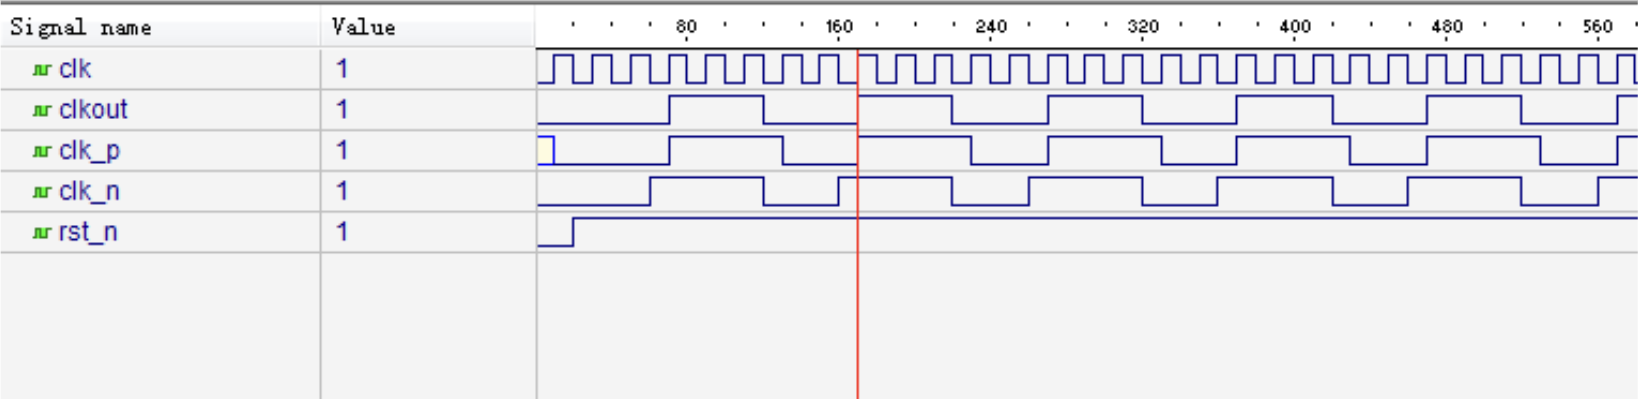 Signal name Value 80 160 240 320 400 480 560
clk 1
clkout 1
clk_p 1
clk_n 1
rst_n 1